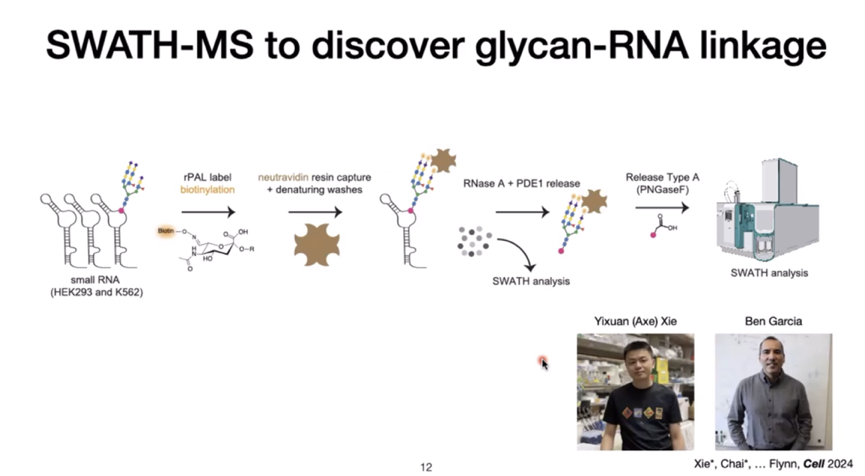 SWATH-MS to discover glycan-RNA linkage
small RNA
(HEK293 and K562)
rPAL label
biotinylation
Biotin
O
N
H
N
O
HO
O
O
OH
O-R
neutravidin resin capture
+ denaturing washes
RNase A + PDE1 release
SWATH analysis
Release Type A
(PNGaseF)
O
OH
SWATH analysis
Yixuan (Axe) Xie
Ben Garcia
Xie*, Chai*, ... Flynn, Cell 2024
12